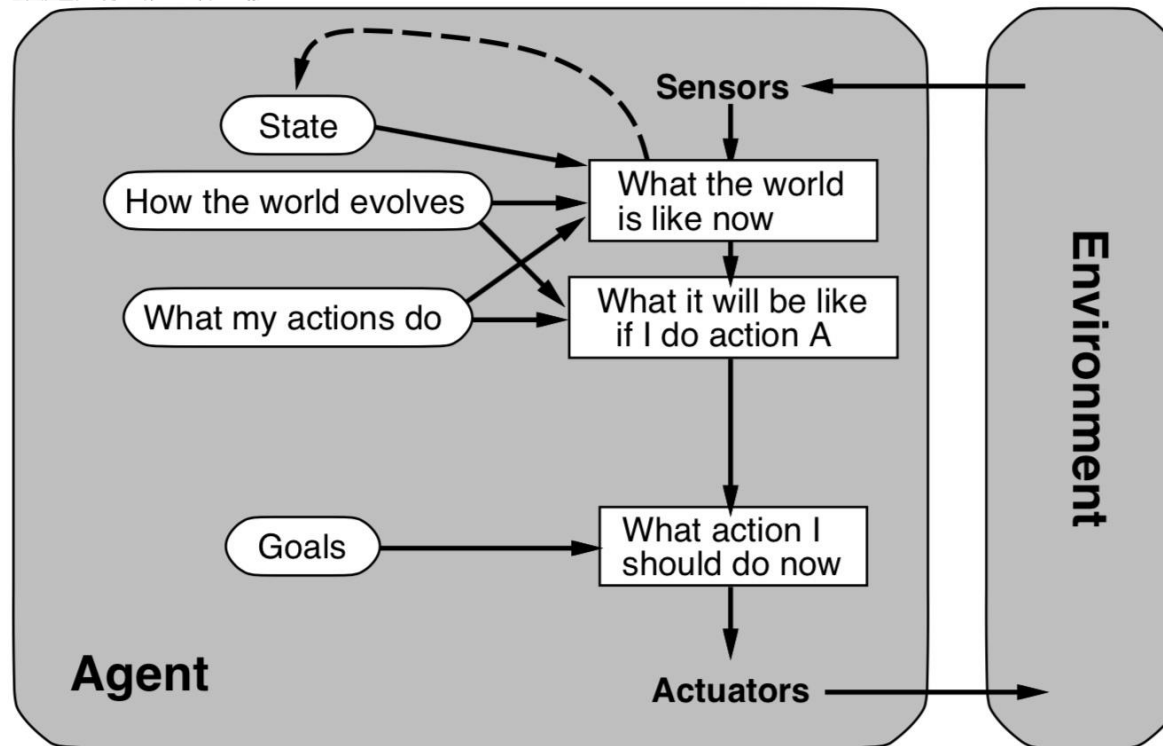 Sensors
State
What the world
is like now
How the world evolves
What it will be like
if I do action A
What my actions do
Environment
What action I
should do now
Goals
Agent
Actuators